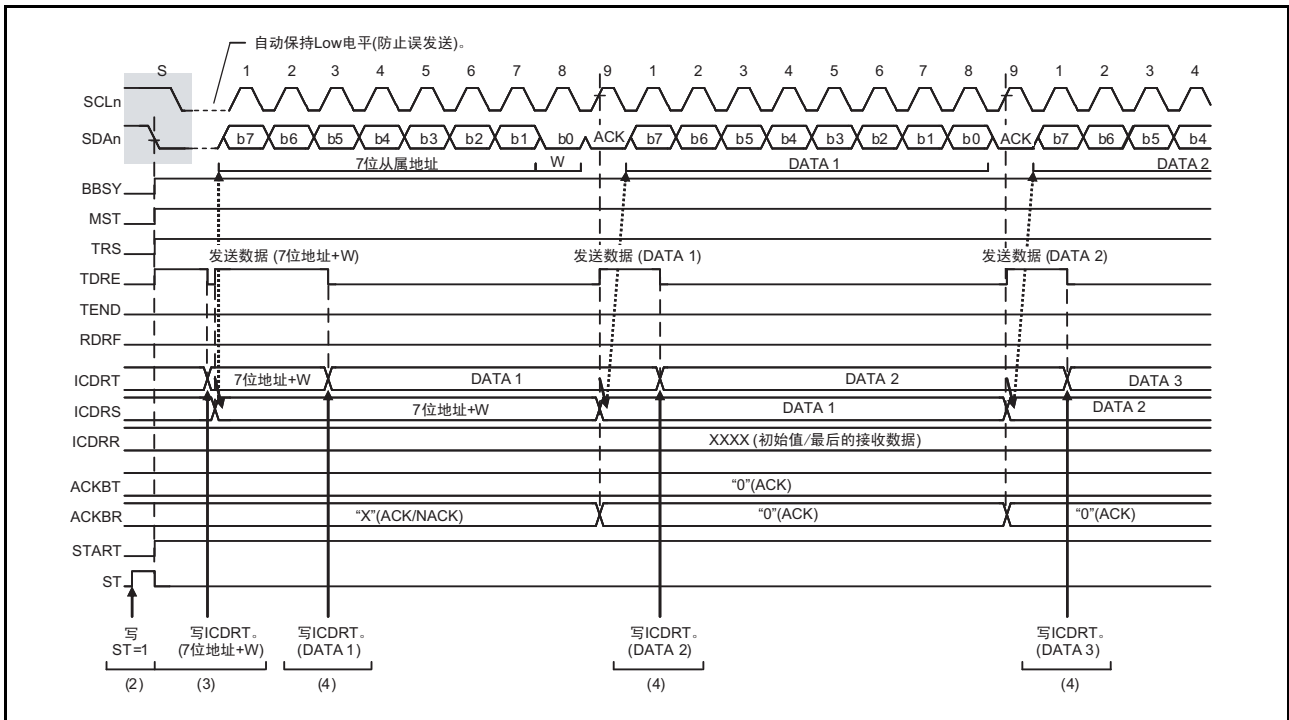 自动保持Low电平(防止误发送)。
S 1 2 3 4 5 6 7 8 9 1 2 3 4 5 6 7 8 9 1 2 3 4
SCLn
SDAn b7 b6 b5 b4 b3 b2 b1 b0 ACK b7 b6 b5 b4 b3 b2 b1 b0 ACK b7 b6 b5 b4
7位从属地址 W DATA 1 DATA 2
BBSY
MST
TRS
发送数据 (7位地址+W) 发送数据 (DATA 1) 发送数据 (DATA 2)
TDRE
TEND
RDRF
ICDRT 7位地址+W DATA 1 DATA 2 DATA 3
ICDRS 7位地址+W DATA 1 DATA 2
ICDRR XXXX (初始值/最后的接收数据)
ACKBT “0”(ACK)
ACKBR “X”(ACK/NACK) “0”(ACK) “0”(ACK)
START
ST
写 写ICDRT。 写ICDRT。 写ICDRT。 写ICDRT。
ST=1 (7位地址+W) (DATA 1) (DATA 2) (DATA 3)
(2) (3) (4) (4) (4)